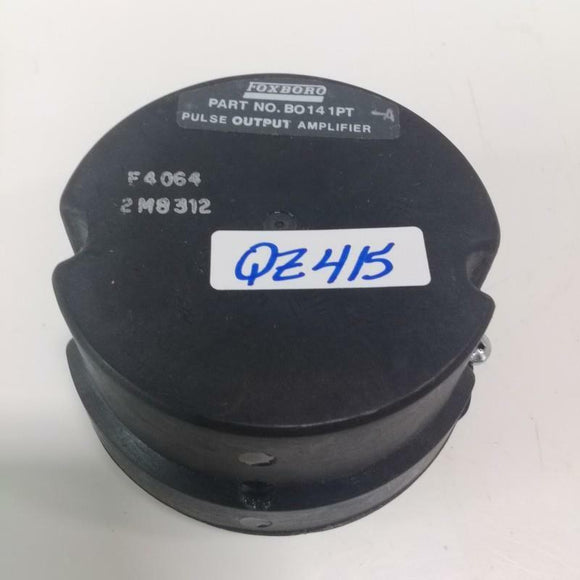 FOXBORO
PART NO. BO141PT -A
PULSE OUTPUT AMPLIFIER
F4064
2M8312
QZ415